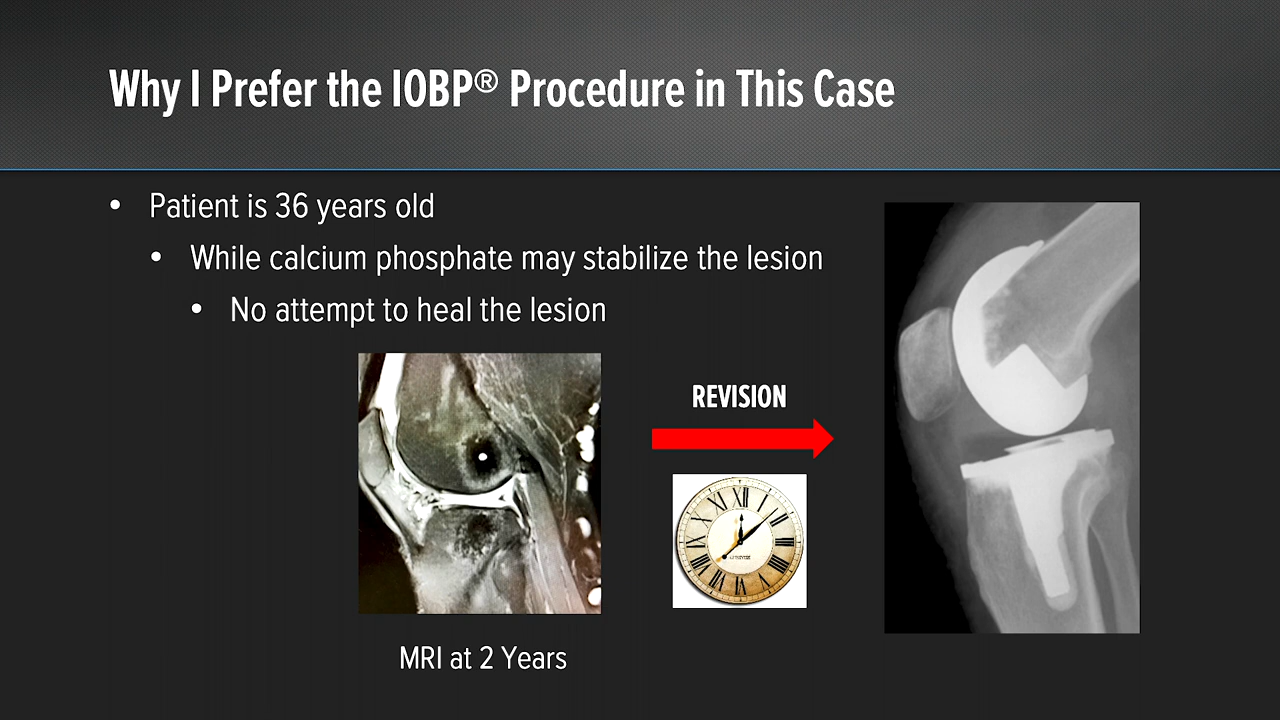 Why I Prefer the IOBP® Procedure in This Case
• Patient is 36 years old
• While calcium phosphate may stabilize the lesion
• No attempt to heal the lesion
REVISION
MRI at 2 Years